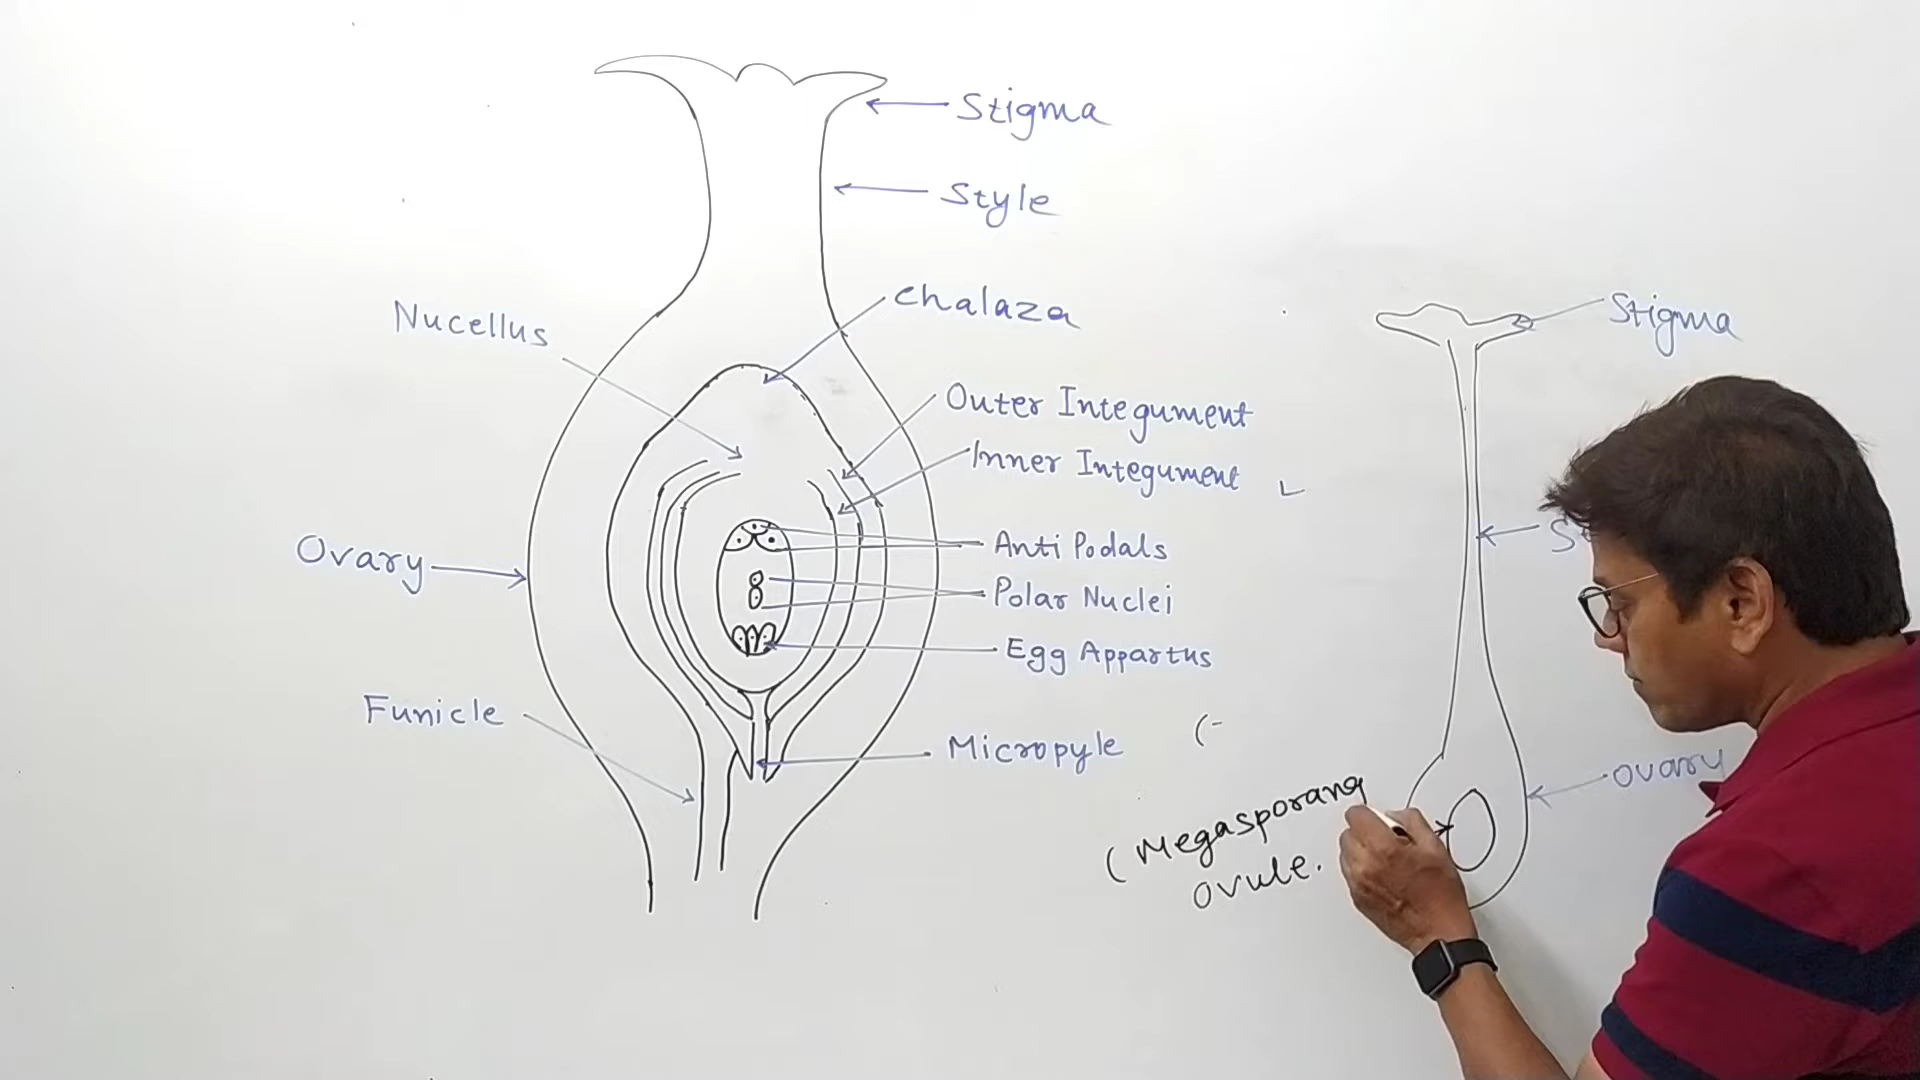 Stigma
Style
Chalaza
Nucellus
Outer Integument
Inner Integument
Anti Podals
Ovary
Polar Nuclei
Egg Appartus
Funicle
Micropyle
Stigma
ovary
(Megasporang
ovule.